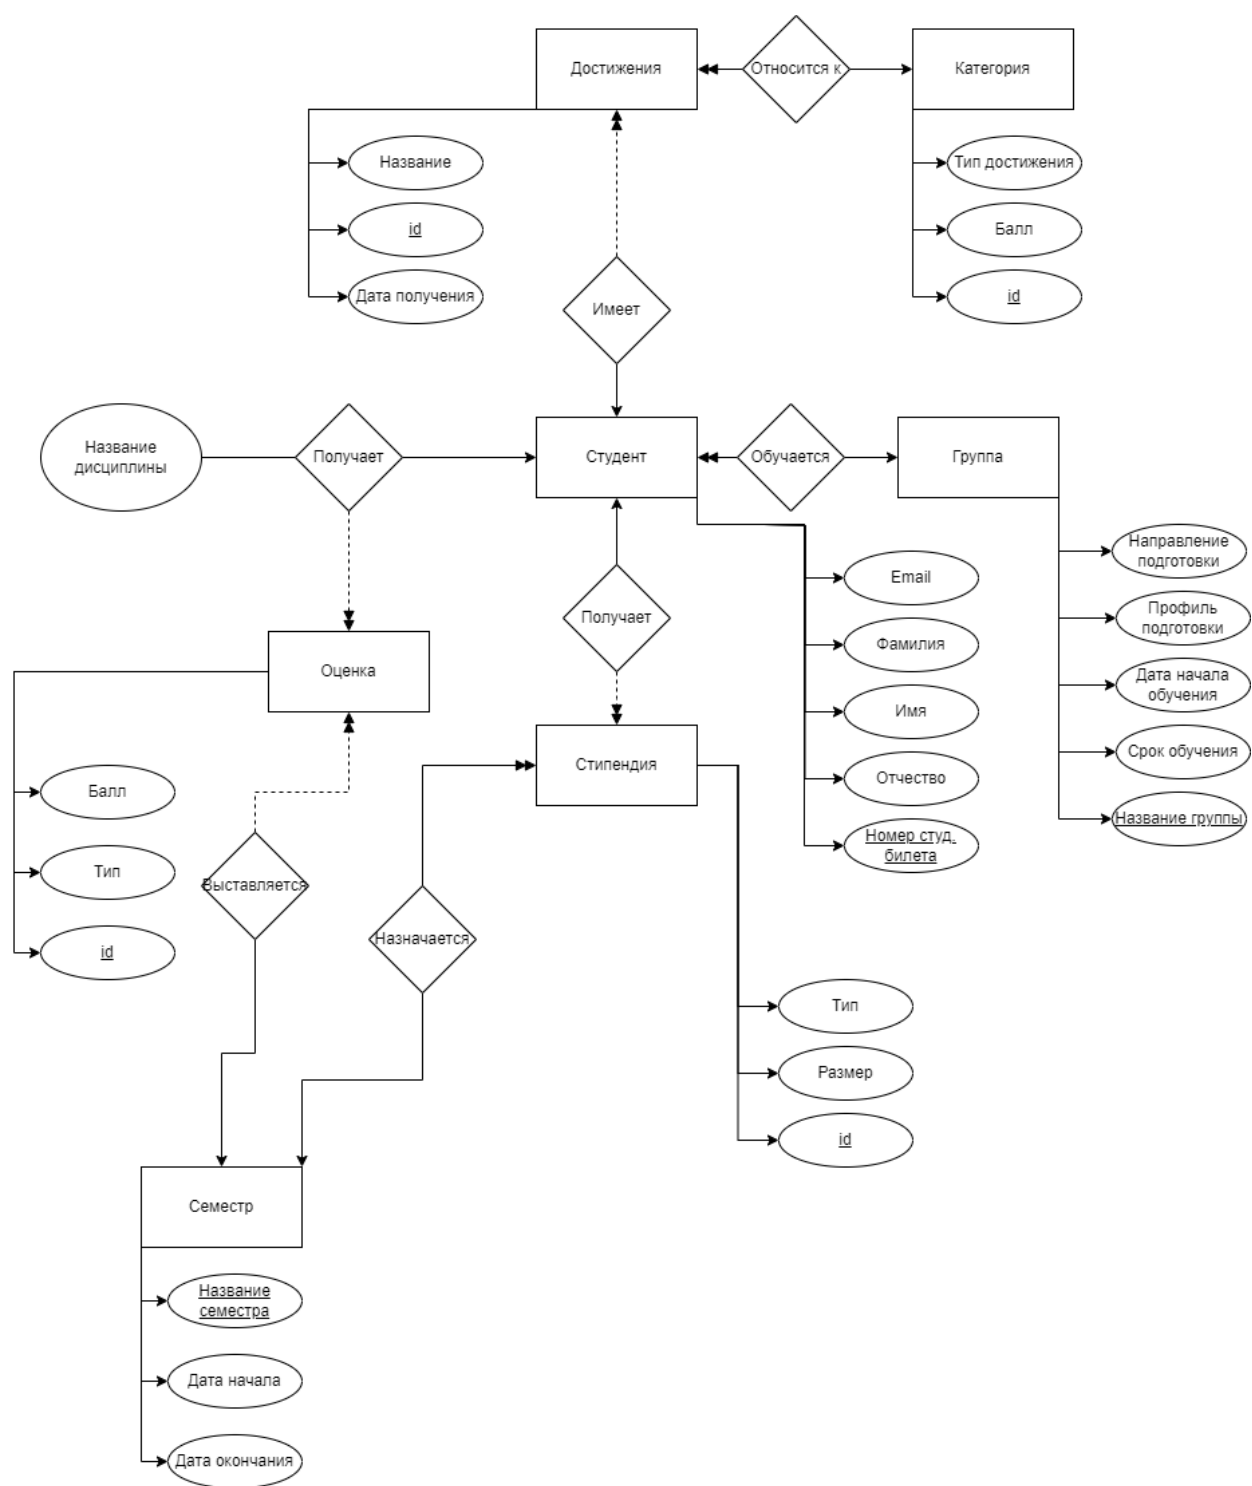 Достижения
Относится к
Категория
Название
id
Дата получения
Тип достижения
Балл
id
Имеет
Название
дисциплины
Получает
Студент
Обучается
Группа
Направление
подготовки
Профиль
подготовки
Дата начала
обучения
Срок обучения
Название группы
Email
Фамилия
Имя
Отчество
Номер студ.
билета
Получает
Оценка
Стипендия
Балл
Тип
id
Выставляется
Назначается
Тип
Размер
id
Семестр
Название
семестра
Дата начала
Дата окончания